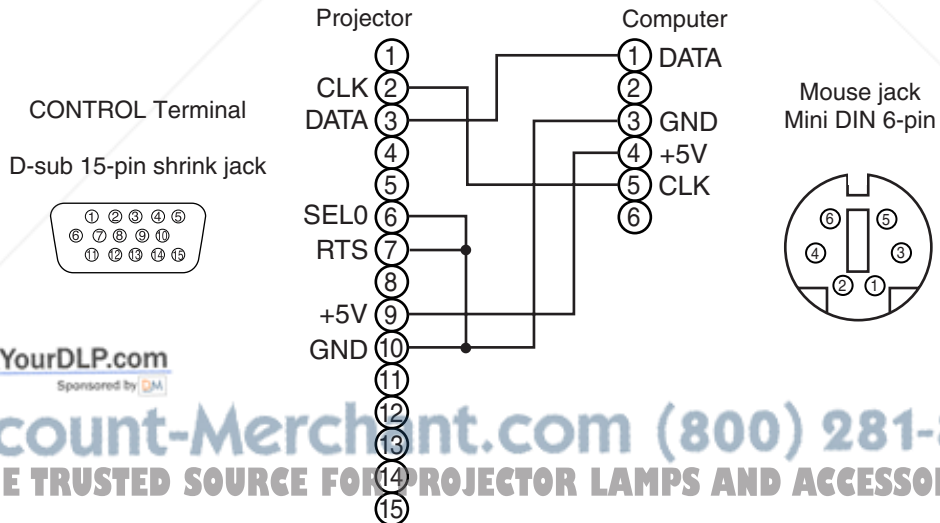 Projector
Computer
CONTROL Terminal
D-sub 15-pin shrink jack
1 2 3 4 5
6 7 8 9 10
11 12 13 14 15
1
CLK 2
DATA 3
4
5
SEL0 6
RTS 7
8
+5V 9
GND 10
11
12
13
14
15
1 DATA
2
3 GND
4 +5V
5 CLK
6
Mouse jack
Mini DIN 6-pin
6 5
4 3
2 1
YourDLP.com
Sponsored by DM
count-Merchant.com (800) 281-
E TRUSTED SOURCE FOR PROJECTOR LAMPS AND ACCESSO